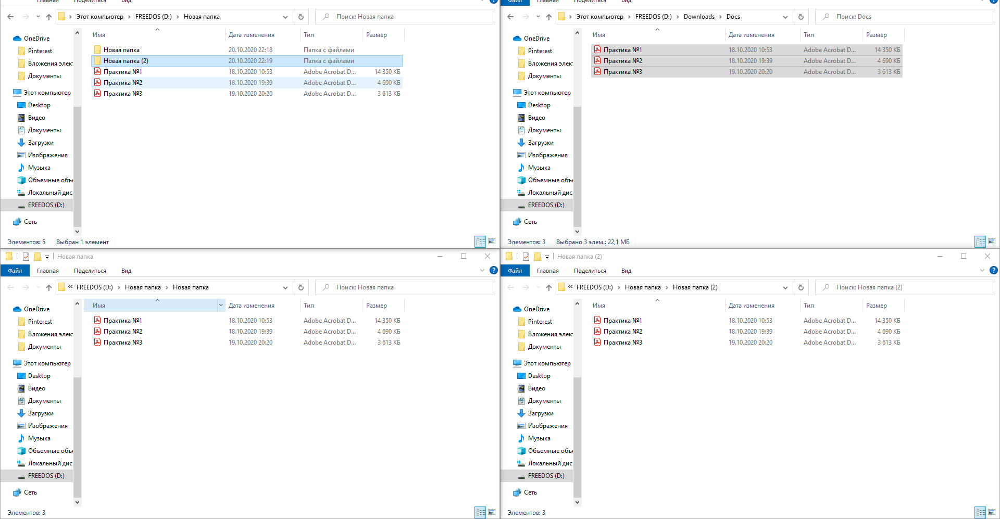 Главная Поделиться Вид
Этот компьютер FREEDOS (D:) Новая папка
Поиск: Новая папка
Имя Дата изменения Тип Размер
OneDrive
Pinterest
Вложения элект
Документы
Этот компьютер
Desktop
Видео
Документы
Загрузки
Изображения
Музыка
Объемные объ
Локальный дис
FREEDOS (D:)
Сеть
Новая папка 20.10.2020 22:18 Папка с файлами
Новая папка (2) 20.10.2020 22:19 Папка с файлами
Практика №1 18.10.2020 10:53 Adobe Acrobat D... 14 350 КБ
Практика №2 18.10.2020 19:39 Adobe Acrobat D... 4 690 КБ
Практика №3 19.10.2020 20:20 Adobe Acrobat D... 3 613 КБ
Элементов: 5 Выбран 1 элемент
Файл Главная Поделиться Вид
Этот компьютер FREEDOS (D:) Downloads Docs
Поиск: Docs
Имя Дата изменения Тип Размер
OneDrive
Pinterest
Вложения элект
Документы
Этот компьютер
Desktop
Видео
Документы
Загрузки
Изображения
Музыка
Объемные объ
Локальный дис
FREEDOS (D:)
Сеть
Практика №1 18.10.2020 10:53 Adobe Acrobat D... 14 350 КБ
Практика №2 18.10.2020 19:39 Adobe Acrobat D... 4 690 КБ
Практика №3 19.10.2020 20:20 Adobe Acrobat D... 3 613 КБ
Элементов: 3 Выбрано 3 элем.: 22,1 МБ
Новая папка
Файл Главная Поделиться Вид
« FREEDOS (D:) Новая папка Новая папка
Поиск: Новая папка
Имя Дата изменения Тип Размер
OneDrive
Pinterest
Вложения элект
Документы
Этот компьютер
Desktop
Видео
Документы
Загрузки
Изображения
Музыка
Объемные объ
Локальный дис
FREEDOS (D:)
Сеть
Практика №1 18.10.2020 10:53 Adobe Acrobat D... 14 350 КБ
Практика №2 18.10.2020 19:39 Adobe Acrobat D... 4 690 КБ
Практика №3 19.10.2020 20:20 Adobe Acrobat D... 3 613 КБ
Элементов: 3
Новая папка (2)
Файл Главная Поделиться Вид
« FREEDOS (D:) Новая папка Новая папка (2)
Поиск: Новая папка (2)
Имя Дата изменения Тип Размер
OneDrive
Pinterest
Вложения элект
Документы
Этот компьютер
Desktop
Видео
Документы
Загрузки
Изображения
Музыка
Объемные объ
Локальный дис
FREEDOS (D:)
Сеть
Практика №1 18.10.2020 10:53 Adobe Acrobat D... 14 350 КБ
Практика №2 18.10.2020 19:39 Adobe Acrobat D... 4 690 КБ
Практика №3 19.10.2020 20:20 Adobe Acrobat D... 3 613 КБ
Элементов: 3